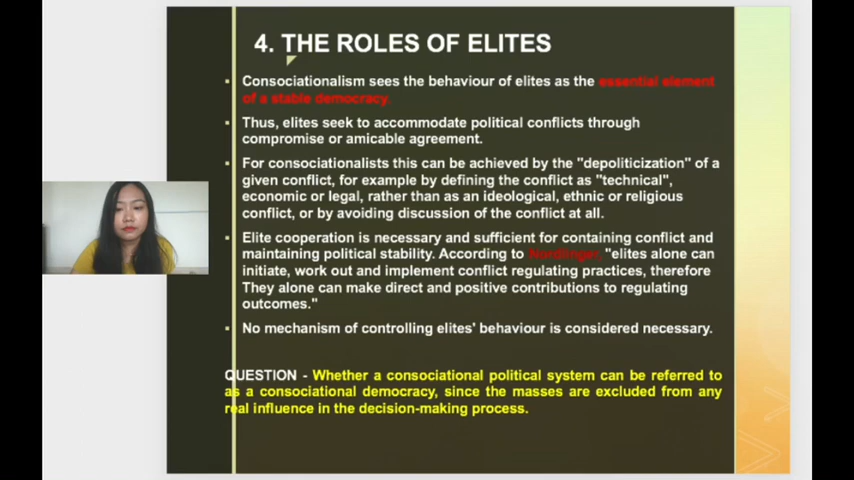 4. THE ROLES OF ELITES
▪ Consociationalism sees the behaviour of elites as the essential element
of a stable democracy.
▪ Thus, elites seek to accommodate political conflicts through
compromise or amicable agreement.
▪ For consociationalists this can be achieved by the "depoliticization" of a
given conflict, for example by defining the conflict as "technical",
economic or legal, rather than as an ideological, ethnic or religious
conflict, or by avoiding discussion of the conflict at all.
▪ Elite cooperation is necessary and sufficient for containing conflict and
maintaining political stability. According to Nordlinger, "elites alone can
initiate, work out and implement conflict regulating practices, therefore
They alone can make direct and positive contributions to regulating
outcomes."
▪ No mechanism of controlling elites' behaviour is considered necessary.
QUESTION - Whether a consociational political system can be referred to
as a consociational democracy, since the masses are excluded from any
real influence in the decision-making process.